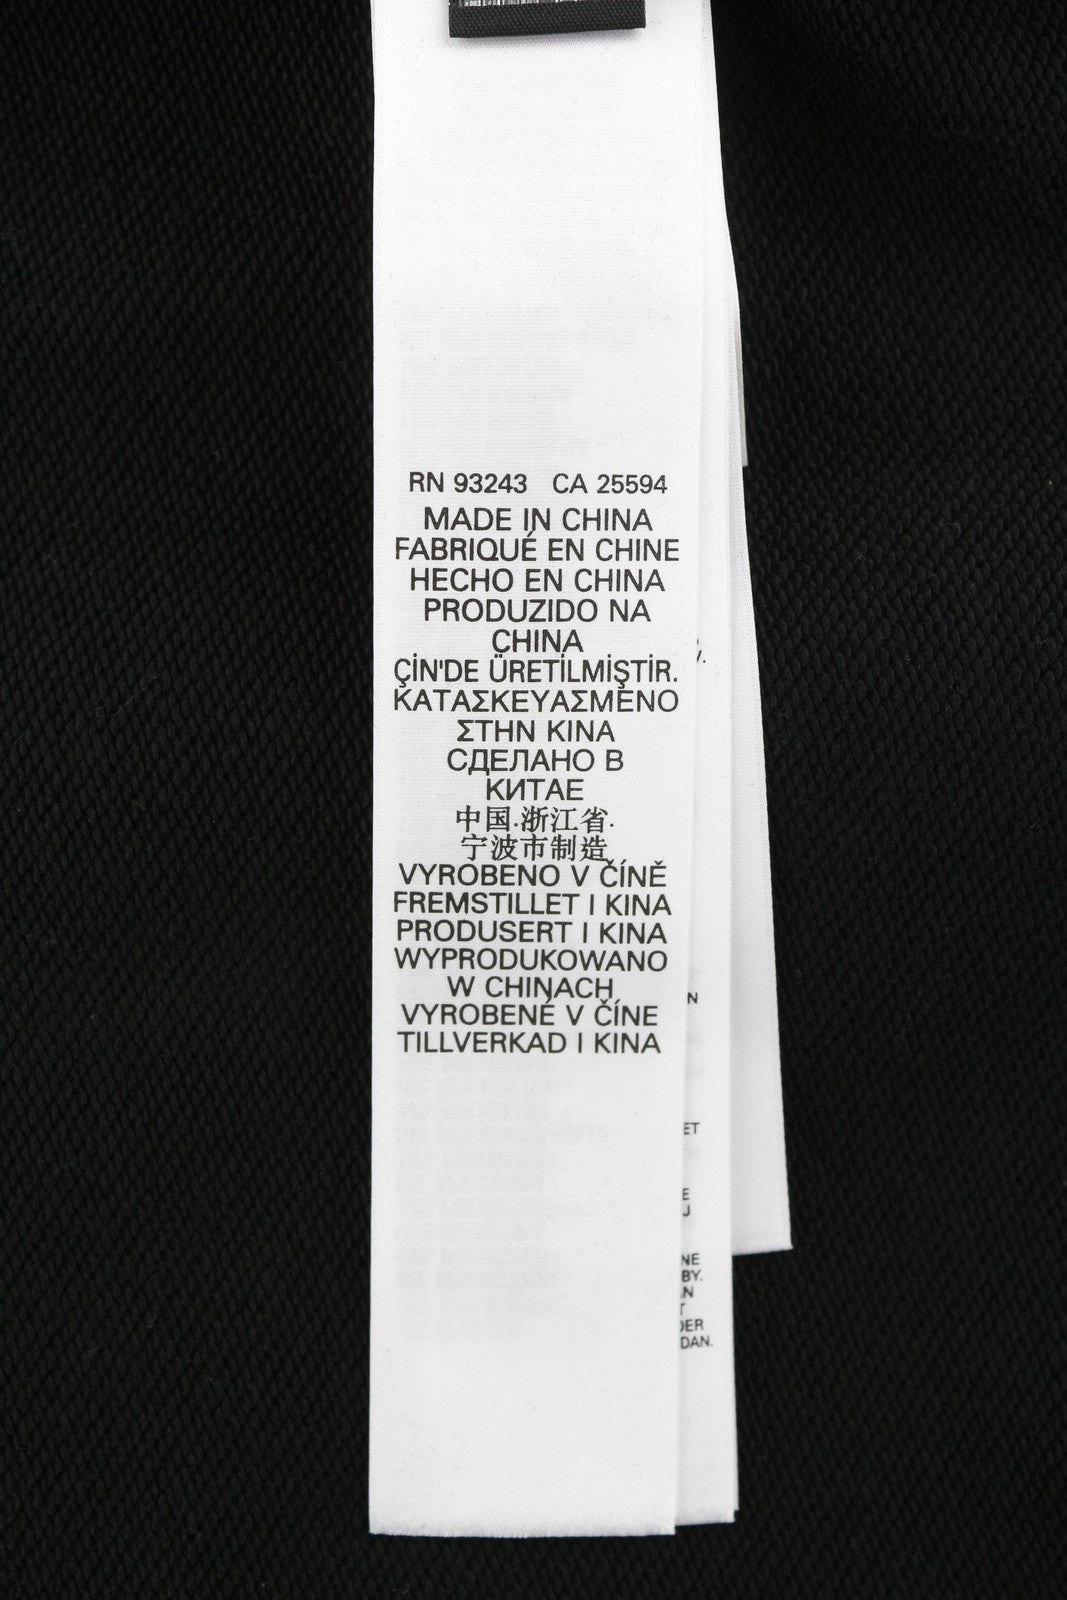 RN 93243 CA 25594
MADE IN CHINA
FABRIQUÉ EN CHINE
HECHO EN CHINA
PRODUZIDO NA
CHINA
ÇİN'DE ÜRETİLMİŞTİR.
ΚΑΤΑΣΚΕΥΑΣΜΕΝΟ
ΣΤΗΝ ΚΙΝΑ
СДЕЛАНО В
КИТАЕ
中国.浙江省.
宁波市制造
VYROBENO V ČÍNĚ
FREMSTILLET I KINA
PRODUSERT I KINA
WYPRODUKOWANO
W CHINACH
VYROBENÉ V ČÍNE
TILLVERKAD I KINA